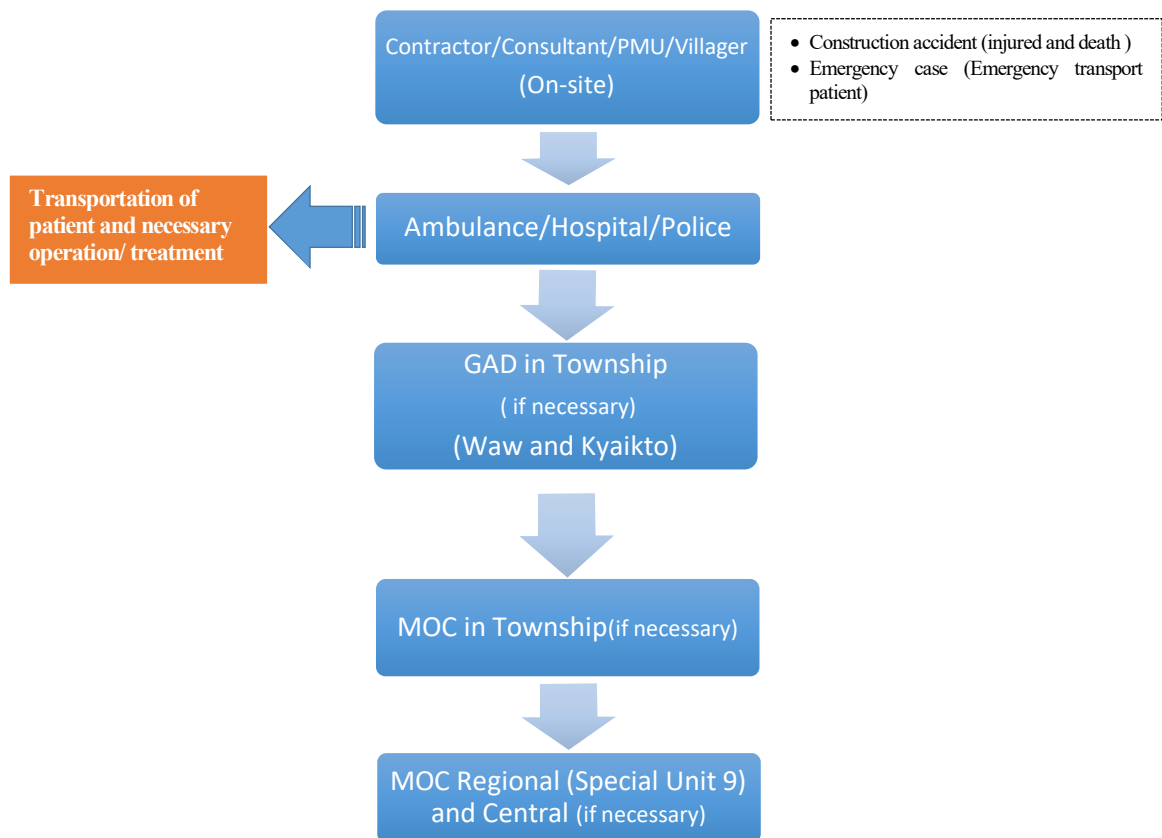 Contractor/Consultant/PMU/Villager
(On-site)
• Construction accident (injured and death )
• Emergency case (Emergency transport
patient)
Transportation of
patient and necessary
operation/ treatment
Ambulance/Hospital/Police
GAD in Township
( if necessary)
(Waw and Kyaikto)
MOC in Township(if necessary)
MOC Regional (Special Unit 9)
and Central (if necessary)